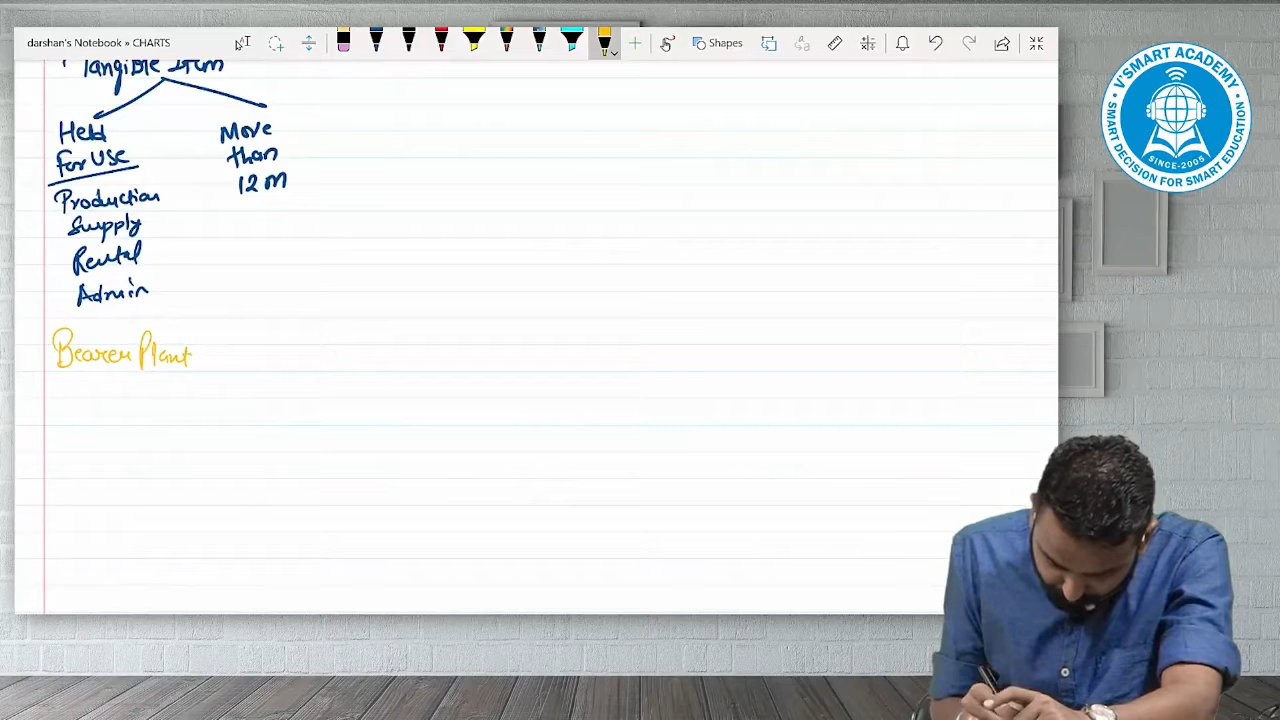 darshan's Notebook » CHARTS
Shapes
Tangible Item
Held
For Use
Production
Supply
Rental
Admin
More
than
12 M
Bearer Plant
V'SMART ACADEMY
SINCE-2005
SMART DECISION FOR SMART EDUCATION